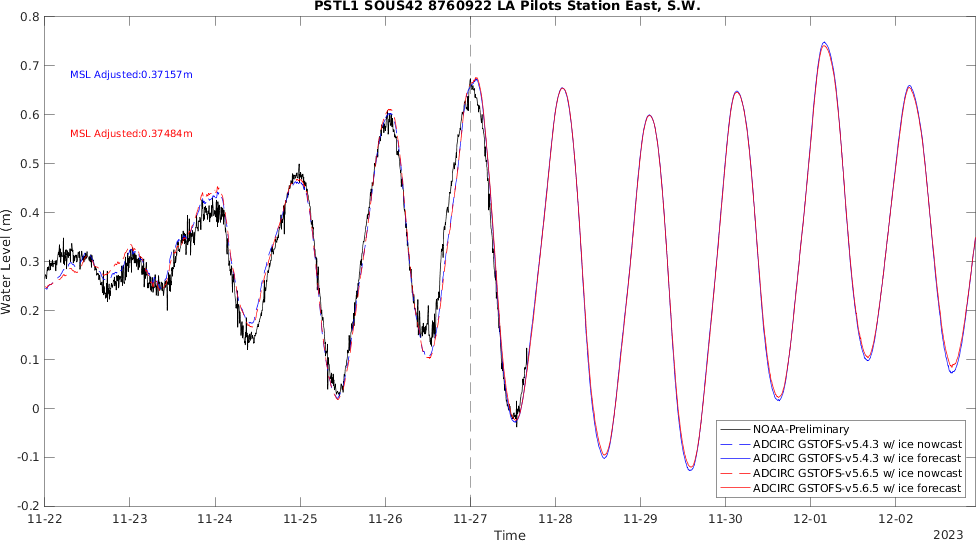 PSTL1 SOUS42 8760922 LA Pilots Station East, S.W.
0.8
0.7
0.6
0.5
0.4
0.3
0.2
0.1
0
-0.1
-0.2
Water Level (m)
MSL Adjusted:0.37157m
MSL Adjusted:0.37484m
NOAA-Preliminary
ADCIRC GSTOFS-v5.4.3 w/ ice nowcast
ADCIRC GSTOFS-v5.4.3 w/ ice forecast
ADCIRC GSTOFS-v5.6.5 w/ ice nowcast
ADCIRC GSTOFS-v5.6.5 w/ ice forecast
11-22 11-23 11-24 11-25 11-26 11-27 11-28 11-29 11-30 12-01 12-02
Time
2023